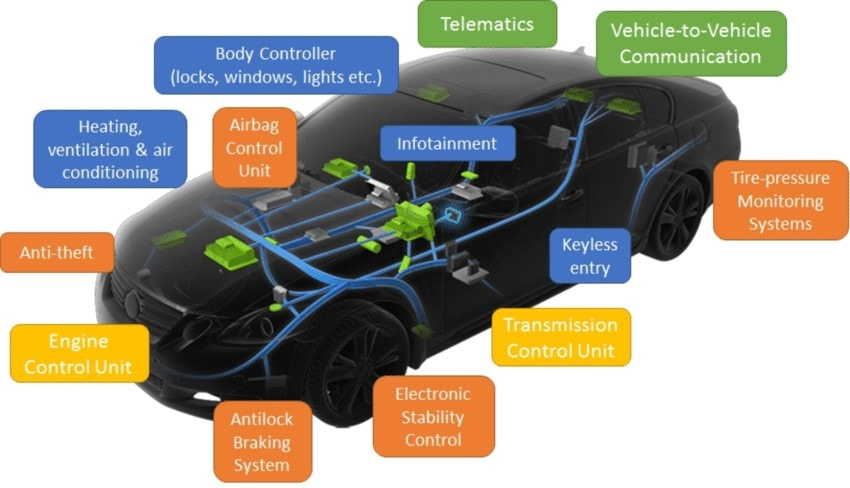 Telematics
Vehicle-to-Vehicle
Communication
Body Controller
(locks, windows, lights etc.)
Heating,
ventilation & air
conditioning
Airbag
Control
Unit
Infotainment
Tire-pressure
Monitoring
Systems
Anti-theft
Keyless
entry
Engine
Control Unit
Transmission
Control Unit
Antilock
Braking
System
Electronic
Stability
Control